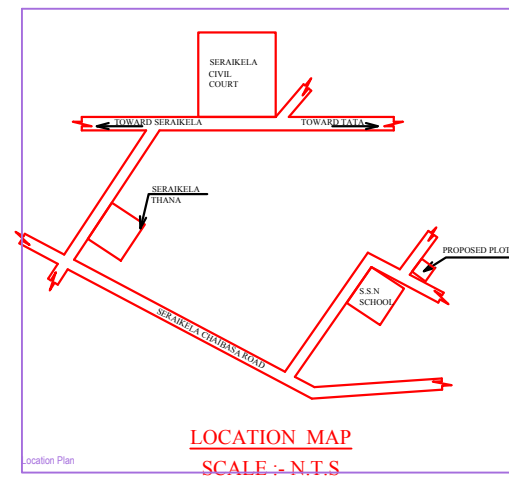 SERAIKELA
CIVIL
COURT
TOWARD SERAIKELA
TOWARD TATA
SERAIKELA
THANA
PROPOSED PLOT
S.S.N
SCHOOL
SERAIKELA CHAIBASA ROAD
LOCATION MAP
Location Plan
SCALE :- N.T.S